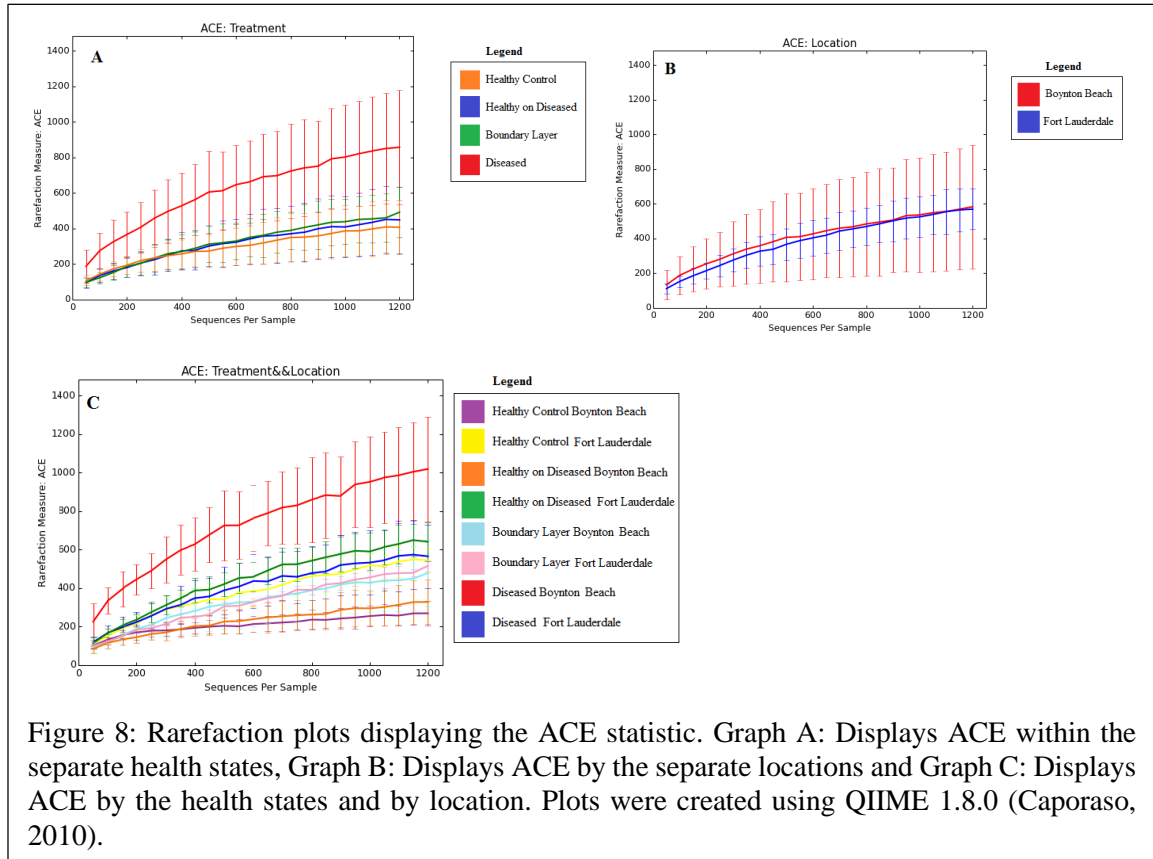 ACE: Treatment
A
Rarefaction Measure: ACE
1400
1200
1000
800
600
400
200
0
0 200 400 600 800 1000 1200
Sequences Per Sample
Legend
Healthy Control
Healthy on Diseased
Boundary Layer
Diseased
ACE: Location
B
Rarefaction Measure: ACE
1400
1200
1000
800
600
400
200
0
0 200 400 600 800 1000 1200
Sequences Per Sample
Legend
Boynton Beach
Fort Lauderdale
ACE: Treatment&&Location
C
Rarefaction Measure: ACE
1400
1200
1000
800
600
400
200
0
0 200 400 600 800 1000 1200
Sequences Per Sample
Legend
Healthy Control Boynton Beach
Healthy Control Fort Lauderdale
Healthy on Diseased Boynton Beach
Healthy on Diseased Fort Lauderdale
Boundary Layer Boynton Beach
Boundary Layer Fort Lauderdale
Diseased Boynton Beach
Diseased Fort Lauderdale
Figure 8: Rarefaction plots displaying the ACE statistic. Graph A: Displays ACE within the
separate health states, Graph B: Displays ACE by the separate locations and Graph C: Displays
ACE by the health states and by location. Plots were created using QIIME 1.8.0 (Caporaso,
2010).